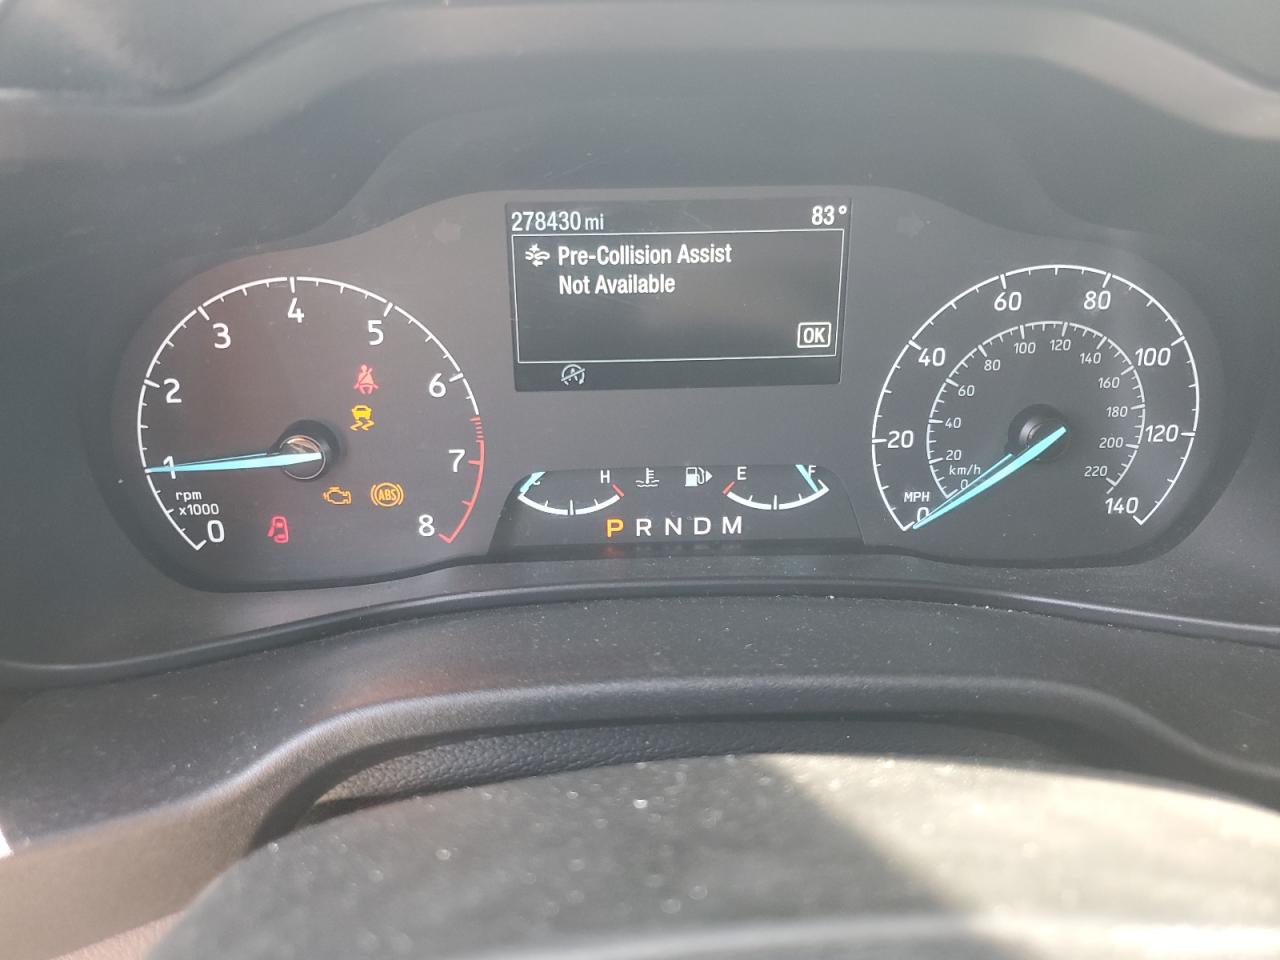 278430 mi 83°
Pre-Collision Assist
Not Available
OK
0 1 2 3 4 5 6 7 8
rpm
x1000
ABS
C H E F
P R N D M
0 20 40 60 80 100 120 140
MPH
0 20 40 60 80 100 120 140 160 180 200 220
km/h